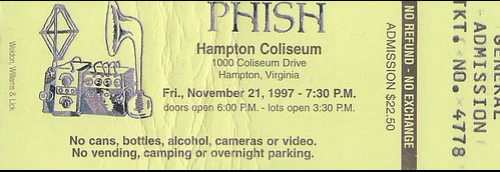 PHISH
Hampton Coliseum
1000 Coliseum Drive
Hampton, Virginia
Fri., November 21, 1997 - 7:30 P.M.
doors open 6:00 P.M. - lots open 3:30 P.M.
No cans, bottles, alcohol, cameras or video.
No vending, camping or overnight parking.
Weldon, Williams & Lick
ADMISSION $22.50
NO REFUND - NO EXCHANGE
TKT. NO. 4778
ADMISSION
GENERAL